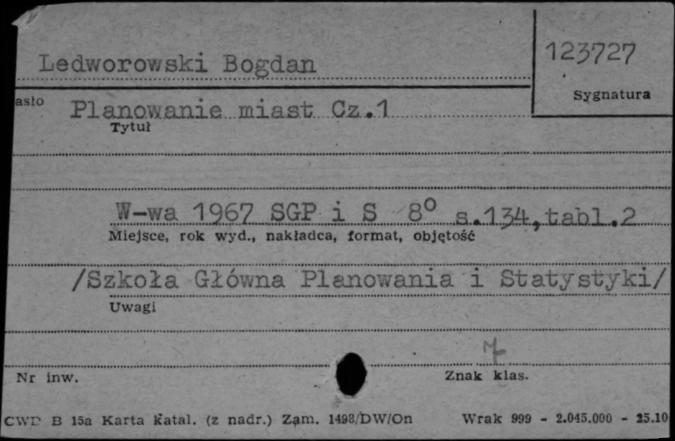 Ledworowski Bogdan
123727
Sygnatura
asło Planowanie miast Cz.1
Tytuł
W-wa 1967 SGP i S 8° s.134,tabl.2
Miejsce, rok wyd., nakładca, format, objętość
/Szkoła Główna Planowania i Statystyki/
Uwagi
Nr inw.
Znak klas.
CWD B 15a Karta katal. (z nadr.) Zam. 1498/DW/On Wrak 999 - 2.045.000 - 25.10